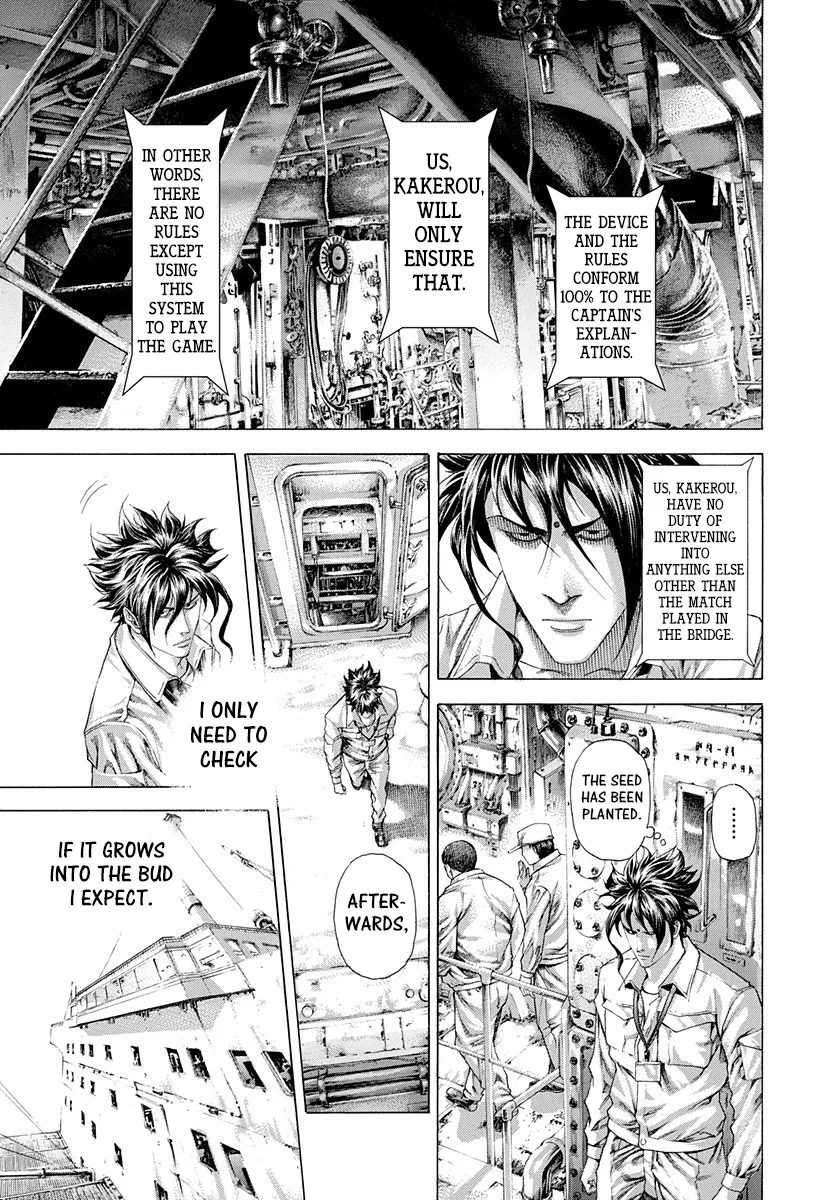 THE DEVICE
AND THE
RULES
CONFORM
100% TO THE
CAPTAIN'S
EXPLAN-
ATIONS.
US,
KAKEROU,
WILL
ONLY
ENSURE
THAT.
IN OTHER
WORDS,
THERE
ARE NO
RULES
EXCEPT
USING
THIS
SYSTEM
TO PLAY
THE GAME.
US, KAKEROU,
HAVE NO
DUTY OF
INTERVENING
INTO
ANYTHING ELSE
OTHER THAN
THE MATCH
PLAYED IN
THE BRIDGE.
......
THE SEED
HAS BEEN
PLANTED.
AFTER-
WARDS,
I ONLY
NEED TO
CHECK
IF IT GROWS
INTO THE BUD
I EXPECT.